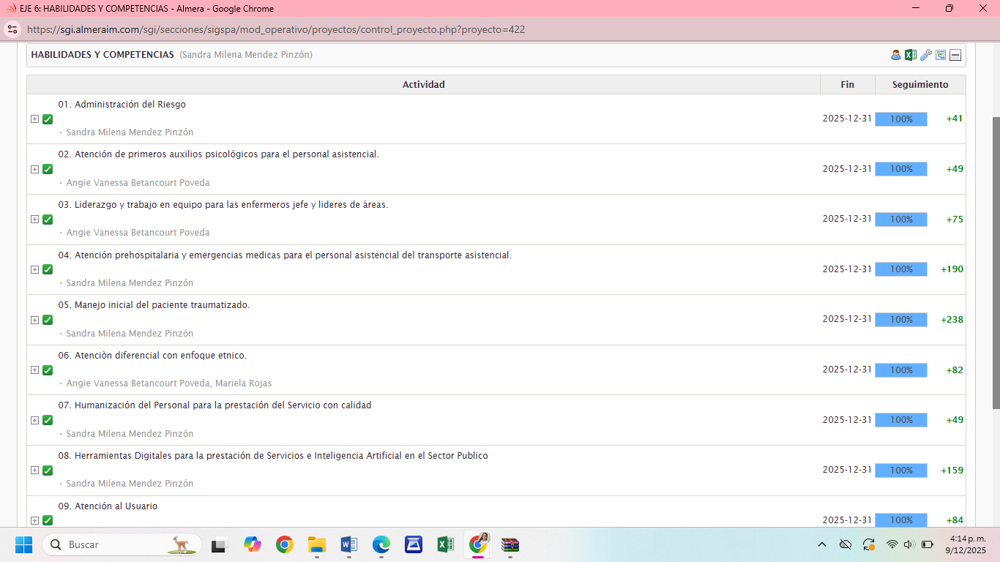 EJE 6: HABILIDADES Y COMPETENCIAS - Almera - Google Chrome
https://sgi.almeraim.com/sgi/secciones/sigspa/mod_operativo/proyectos/control_proyecto.php?proyecto=422
HABILIDADES Y COMPETENCIAS (Sandra Milena Mendez Pinzón)
Actividad Fin Seguimiento
01. Administración del Riesgo
2025-12-31 100% +41
· Sandra Milena Mendez Pinzón
02. Atención de primeros auxilios psicológicos para el personal asistencial.
2025-12-31 100% +49
· Angie Vanessa Betancourt Poveda
03. Liderazgo y trabajo en equipo para las enfermeros jefe y lideres de áreas.
2025-12-31 100% +75
· Angie Vanessa Betancourt Poveda
04. Atención prehospitalaria y emergencias medicas para el personal asistencial del transporte asistencial.
2025-12-31 100% +190
· Sandra Milena Mendez Pinzón
05. Manejo inicial del paciente traumatizado.
2025-12-31 100% +238
· Sandra Milena Mendez Pinzón
06. Atenciòn diferencial con enfoque etnico.
2025-12-31 100% +82
· Angie Vanessa Betancourt Poveda, Mariela Rojas
07. Humanización del Personal para la prestación del Servicio con calidad
2025-12-31 100% +49
· Sandra Milena Mendez Pinzón
08. Herramientas Digitales para la prestación de Servicios e Inteligencia Artificial en el Sector Publico
2025-12-31 100% +159
· Sandra Milena Mendez Pinzón
09. Atención al Usuario
2025-12-31 100% +84
Buscar
4:14 p. m.
9/12/2025